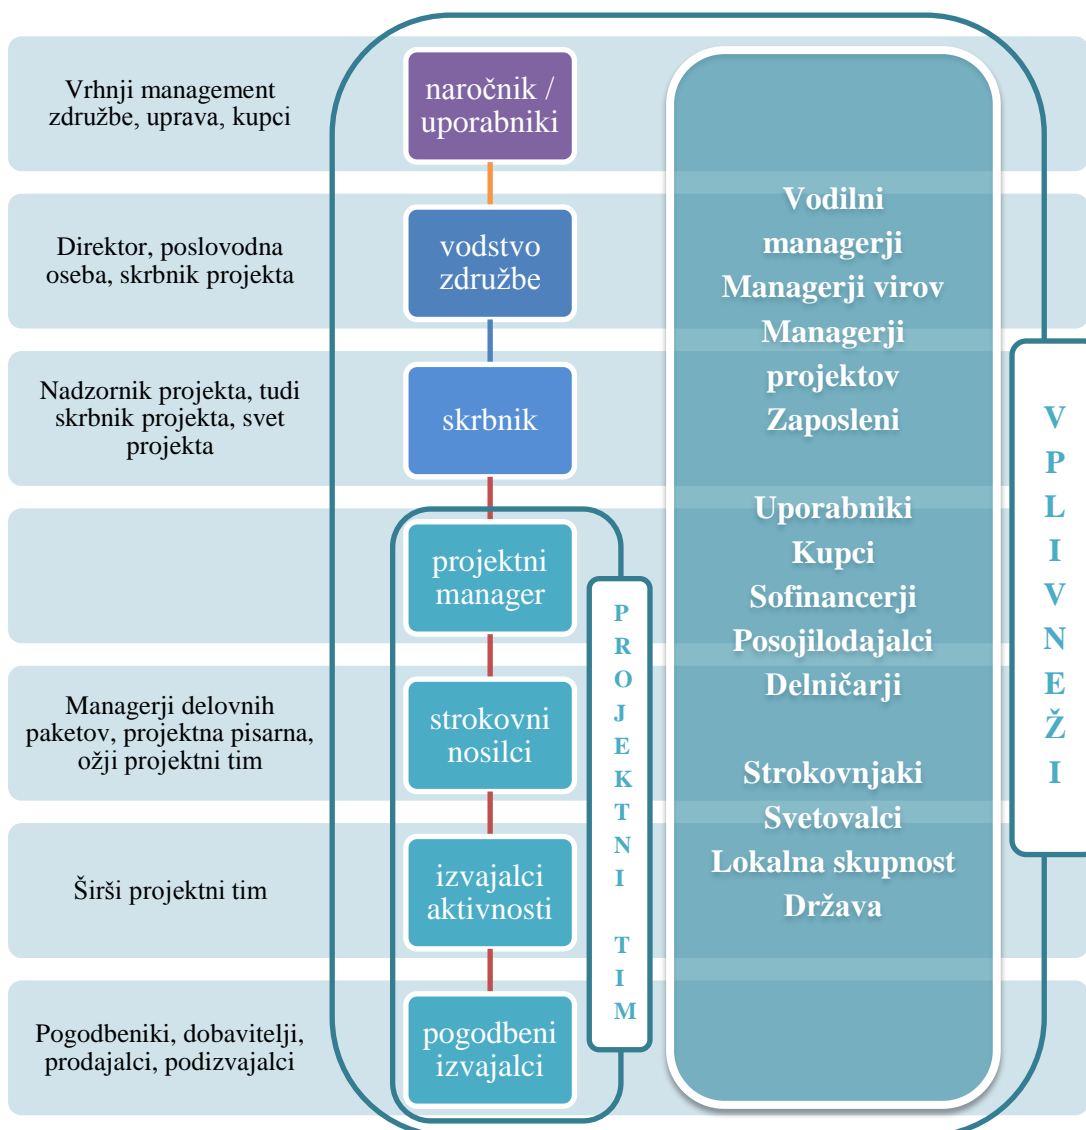 Vrhnji management
združbe, uprava, kupci
naročnik /
uporabniki
Direktor, poslovodna
oseba, skrbnik projekta
vodstvo
združbe
Nadzornik projekta, tudi
skrbnik projekta, svet
projekta
skrbnik
projektni
manager
Managerji delovnih
paketov, projektna pisarna,
ožji projektni tim
strokovni
nosilci
Širši projektni tim
izvajalci
aktivnosti
Pogodbeniki, dobavitelji,
prodajalci, podizvajalci
pogodbeni
izvajalci
P
R
O
J
E
K
T
N
I
T
I
M
Vodilni
managerji
Managerji virov
Managerji
projektov
Zaposleni
Uporabniki
Kupci
Sofinancerji
Posojilodajalci
Delničarji
Strokovnjaki
Svetovalci
Lokalna skupnost
Država
V
P
L
I
V
N
E
Ž
I